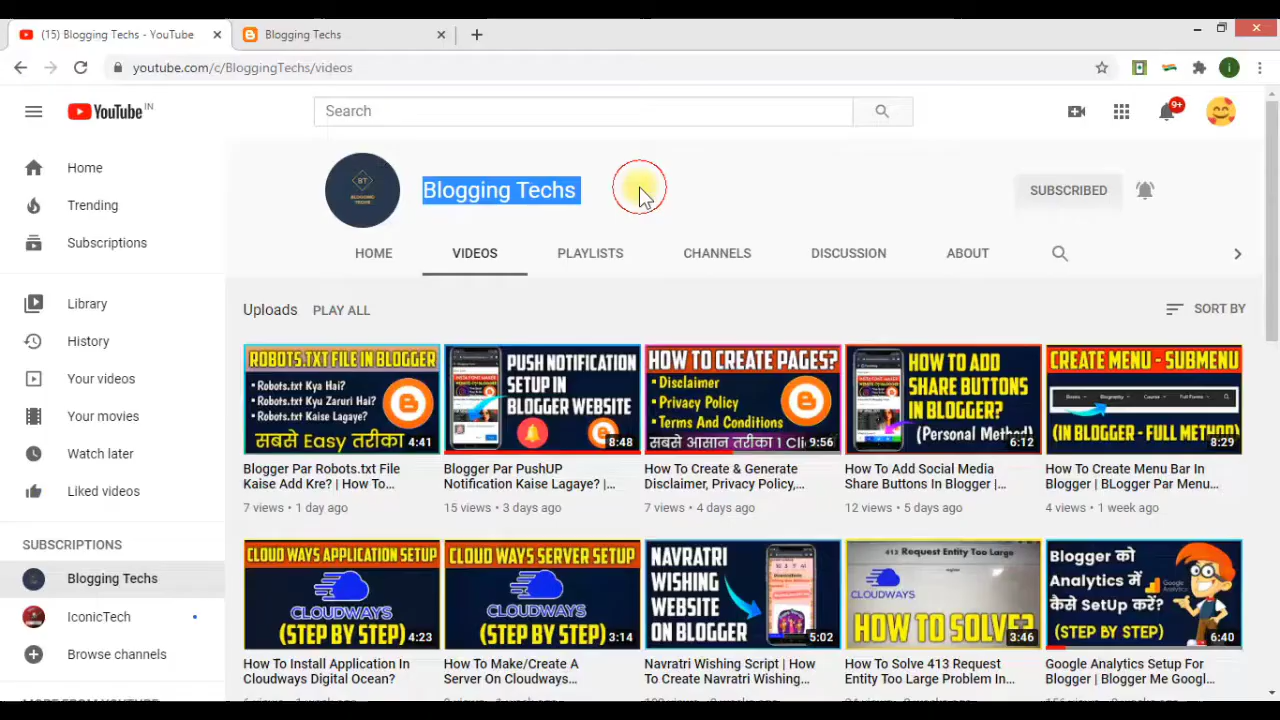 (15) Blogging Techs - YouTube
Blogging Techs
youtube.com/c/BloggingTechs/videos
YouTube IN
Search
9+
Blogging Techs
SUBSCRIBED
HOME
VIDEOS
PLAYLISTS
CHANNELS
DISCUSSION
ABOUT
Home
Trending
Subscriptions
Library
History
Your videos
Your movies
Watch later
Liked videos
SUBSCRIPTIONS
Blogging Techs
IconicTech
Browse channels
Uploads
PLAY ALL
SORT BY
ROBOTS.TXT FILE IN BLOGGER
• Robots.txt Kya Hai?
• Robots.txt Kyu Zaruri Hai?
• Robots.txt Kaise Lagaye?
सबसे Easy तरीका
4:41
Blogger Par Robots.txt File
Kaise Add Kre? | How To...
7 views • 1 day ago
PUSH NOTIFICATION
SETUP IN
BLOGGER WEBSITE
8:48
Blogger Par PushUP
Notification Kaise Lagaye? |...
15 views • 3 days ago
HOW TO CREATE PAGES?
• Disclaimer
• Privacy Policy
• Terms And Conditions
सबसे आसान तरीका 1 Cli
9:56
How To Create & Generate
Disclaimer, Privacy Policy,...
7 views • 4 days ago
HOW TO ADD
SHARE BUTTONS
IN BLOGGER?
(Personal Method)
6:12
How To Add Social Media
Share Buttons In Blogger |...
12 views • 5 days ago
CREATE MENU - SUBMENU
(IN BLOGGER - FULL METHOD)
8:29
How To Create Menu Bar In
Blogger | BLogger Par Menu...
4 views • 1 week ago
CLOUD WAYS APPLICATION SETUP
CLOUDWAYS
(STEP BY STEP)
4:23
How To Install Application In
Cloudways Digital Ocean?
CLOUD WAYS SERVER SETUP
CLOUDWAYS
(STEP BY STEP)
3:14
How To Make/Create A
Server On Cloudways...
NAVRATRI
WISHING
WEBSITE
ON BLOGGER
5:02
Navratri Wishing Script | How
To Create Navratri Wishing...
413 Request Entity Too Large
CLOUDWAYS
HOW TO SOLVE?
3:46
How To Solve 413 Request
Entity Too Large Problem In...
Blogger को
Analytics में
कैसे SetUp करें?
(STEP BY STEP)
6:40
Google Analytics Setup For
Blogger | Blogger Me Googl...